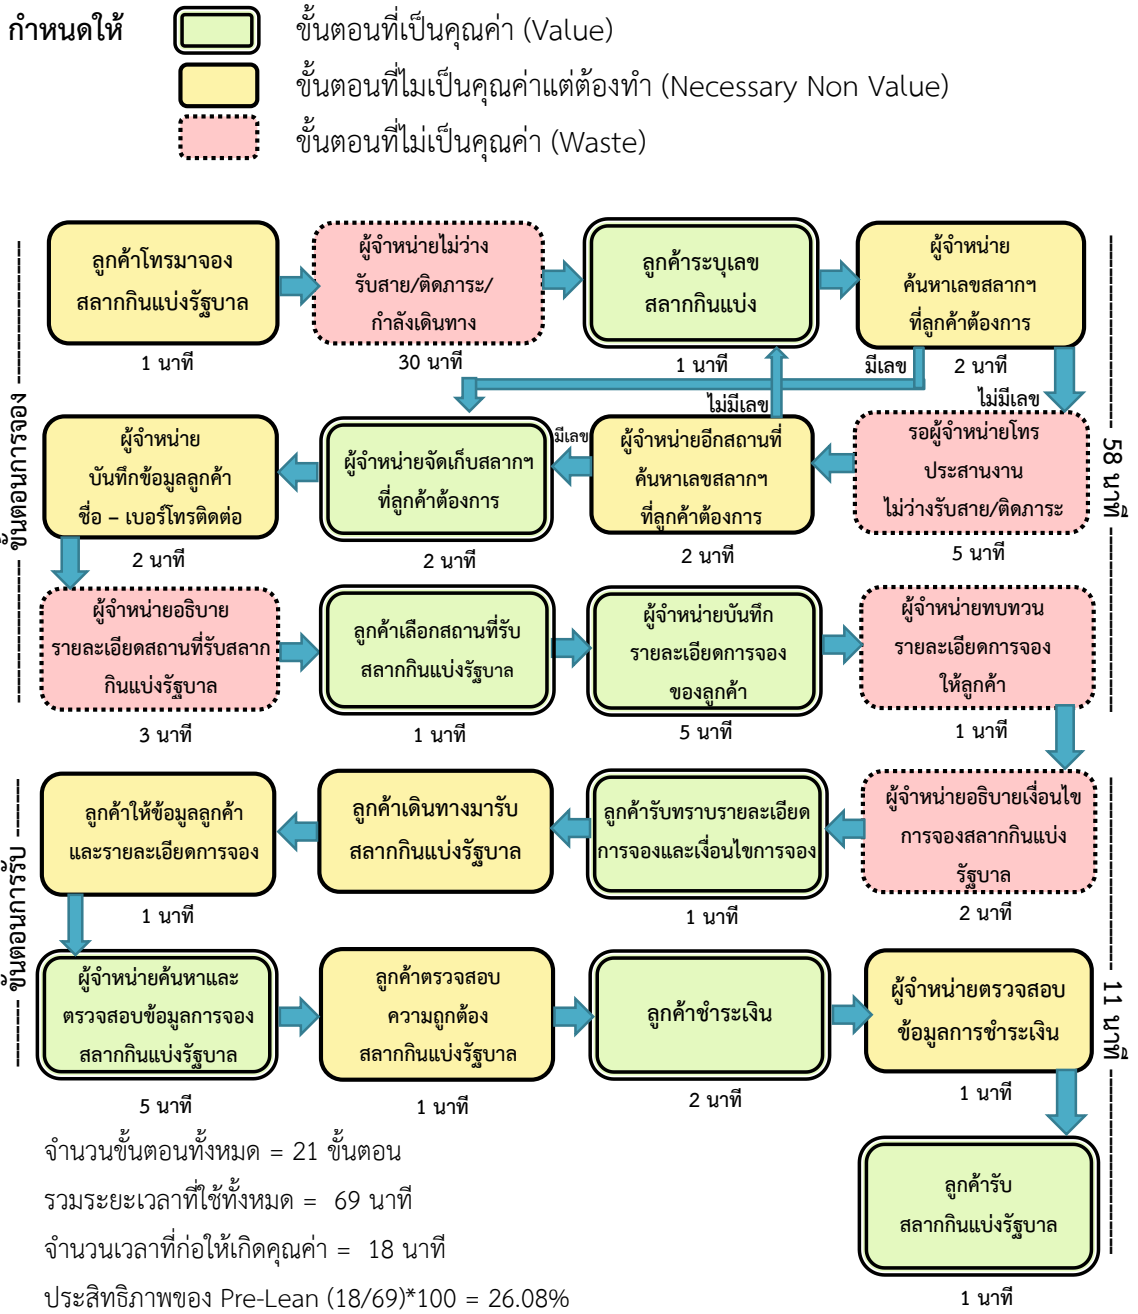 กำหนดให้
ขั้นตอนที่เป็นคุณค่า (Value)
ขั้นตอนที่ไมเป็นคุณค่าแต่ต้องทำ (Necessary Non Value)
ขั้นตอนที่ไม่เป็นคุณค่า (Waste)
ขั้นตอนการจอง
58 นาที
ลูกค้าโทรมาจอง
สลากกินแบ่งรัฐบาล
1 นาที
ผู้จำหน่ายไม่ว่าง
รับสาย/ติดภาระ/
กำลังเดินทาง
30 นาที
ลูกค้าระบุเลข
สลากกินแบ่ง
1 นาที
ผู้จำหน่าย
ค้นหาเลขสลากฯ
ที่ลูกค้าต้องการ
มีเลข
2 นาที
ไม่มีเลข
รอผู้จำหน่ายโทร
ประสานงาน
ไม่ว่างรับสาย/ติดภาระ
5 นาที
ไม่มีเลข
ผู้จำหน่ายอีกสถานที่
ค้นหาเลขสลากฯ
ที่ลูกค้าต้องการ
2 นาที
มีเลข
ผู้จำหน่ายจัดเก็บสลากฯ
ที่ลูกค้าต้องการ
2 นาที
ผู้จำหน่าย
บันทึกข้อมูลลูกค้า
ชื่อ – เบอร์โทรติดต่อ
2 นาที
ผู้จำหน่ายอธิบาย
รายละเอียดสถานที่รับสลาก
กินแบ่งรัฐบาล
3 นาที
ลูกค้าเลือกสถานที่รับ
สลากกินแบ่งรัฐบาล
1 นาที
ผู้จำหน่ายบันทึก
รายละเอียดการจอง
ของลูกค้า
5 นาที
ผู้จำหน่ายทบทวน
รายละเอียดการจอง
ให้ลูกค้า
1 นาที
ขั้นตอนการรับ
11 นาที
ผู้จำหน่ายอธิบายเงื่อนไข
การจองสลากกินแบ่ง
รัฐบาล
2 นาที
ลูกค้ารับทราบรายละเอียด
การจองและเงื่อนไขการจอง
1 นาที
ลูกค้าเดินทางมารับ
สลากกินแบ่งรัฐบาล
ลูกค้าให้ข้อมูลลูกค้า
และรายละเอียดการจอง
1 นาที
ผู้จำหน่ายค้นหาและ
ตรวจสอบข้อมูลการจอง
สลากกินแบ่งรัฐบาล
5 นาที
ลูกค้าตรวจสอบ
ความถูกต้อง
สลากกินแบ่งรัฐบาล
1 นาที
ลูกค้าชำระเงิน
2 นาที
ผู้จำหน่ายตรวจสอบ
ข้อมูลการชำระเงิน
1 นาที
ลูกค้ารับ
สลากกินแบ่งรัฐบาล
1 นาที
จำนวนขั้นตอนทั้งหมด = 21 ขั้นตอน
รวมระยะเวลาที่ใช้ทั้งหมด = 69 นาที
จำนวนเวลาที่ก่อให้เกิดคุณค่า = 18 นาที
ประสิทธิภาพของ Pre-Lean (18/69)*100 = 26.08%